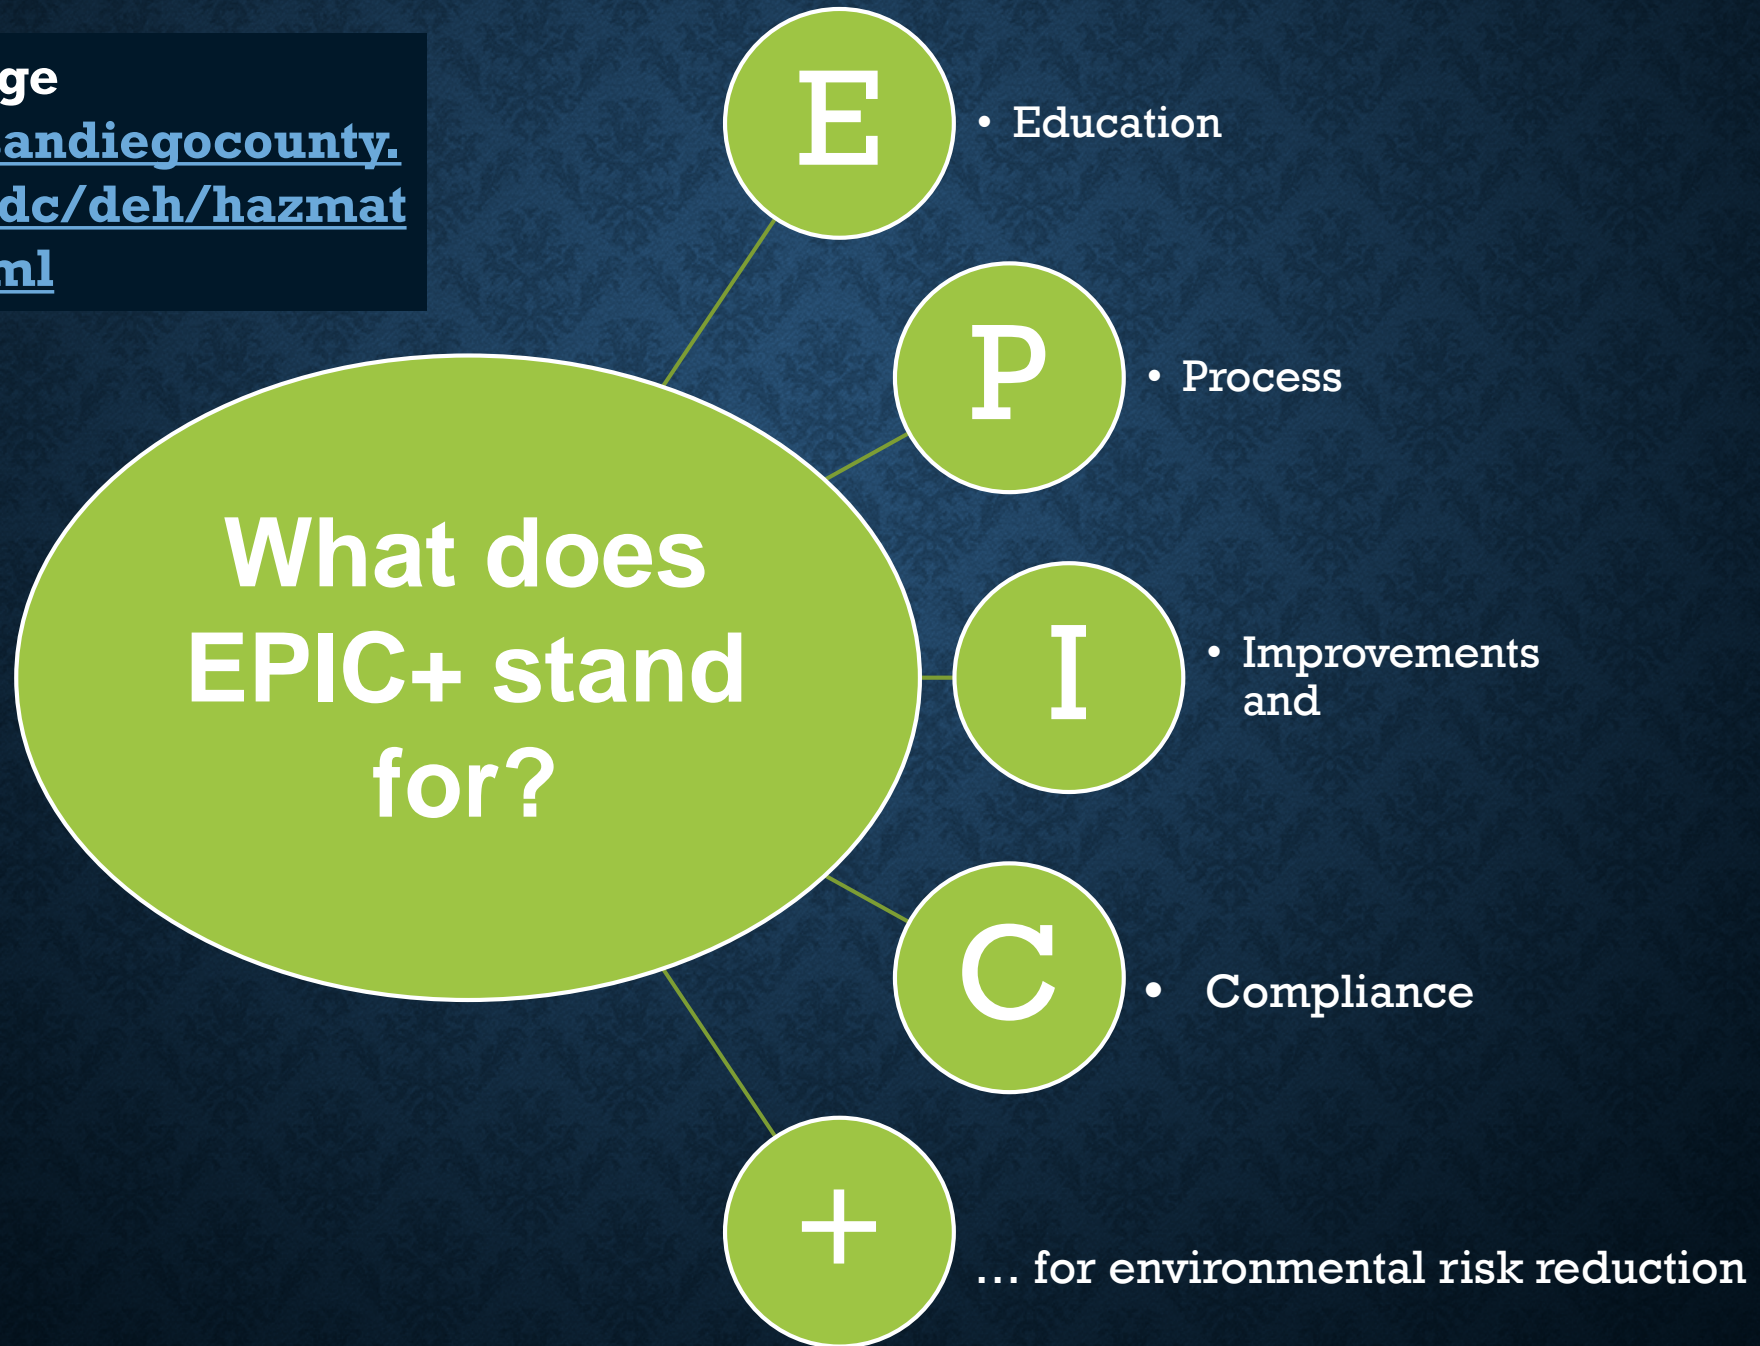 ge
andiegocounty.
dc/deh/hazmat
ml
E
• Education
P
• Process
I
• Improvements
and
C
• Compliance
+
... for environmental risk reduction
What does
EPIC+ stand
for?